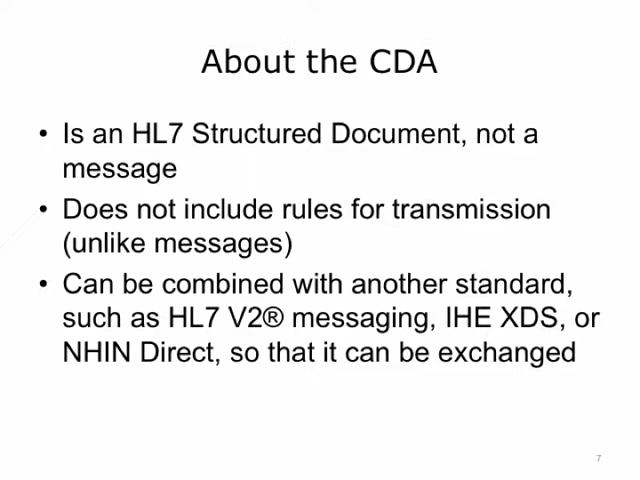 About the CDA
• Is an HL7 Structured Document, not a
message
• Does not include rules for transmission
(unlike messages)
• Can be combined with another standard,
such as HL7 V2® messaging, IHE XDS, or
NHIN Direct, so that it can be exchanged
7